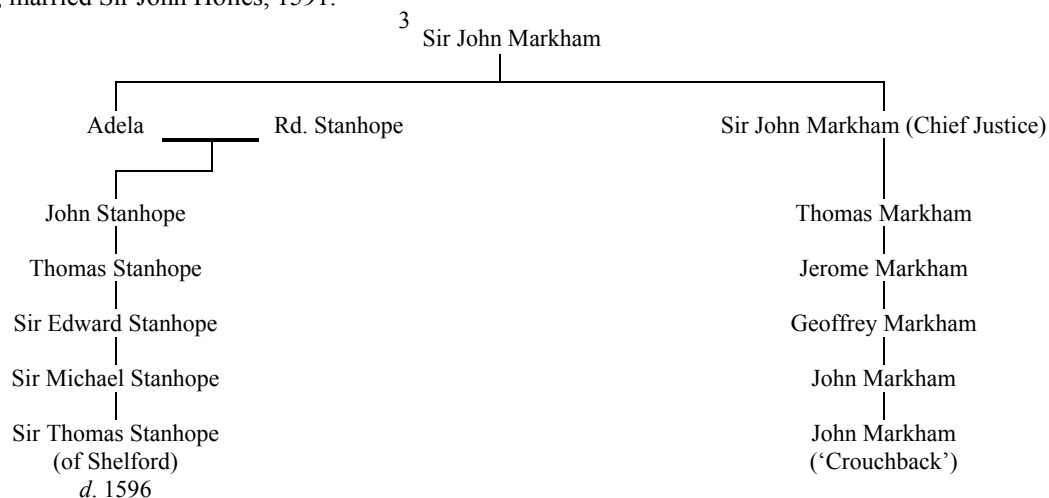 married Sir John Holles, 1591.
3
Sir John Markham
Adela Rd. Stanhope Sir John Markham (Chief Justice)
John Stanhope Thomas Markham
Thomas Stanhope Jerome Markham
Sir Edward Stanhope Geoffrey Markham
Sir Michael Stanhope John Markham
Sir Thomas Stanhope John Markham
(of Shelford) (‘Crouchback’)
d. 1596